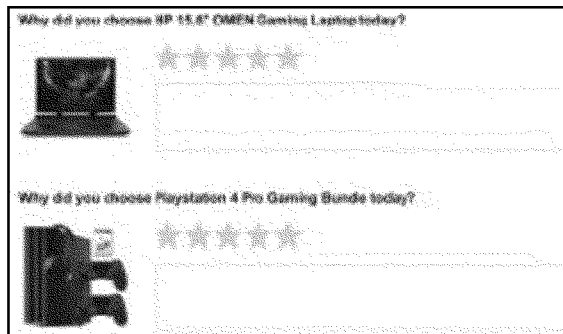 Why did you choose HP 15.6" OMEN Gaming Laptop today?
Why did you choose Playstation 4 Pro Gaming Bundle today?